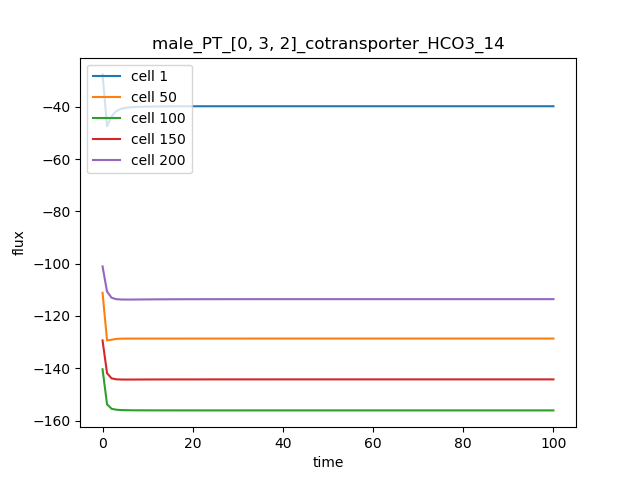 male_PT_[0, 3, 2]_cotransporter_HCO3_14
cell 1
cell 50
cell 100
cell 150
cell 200
−40
−60
−80
−100
−120
−140
−160
flux
0
20
40
60
80
100
time